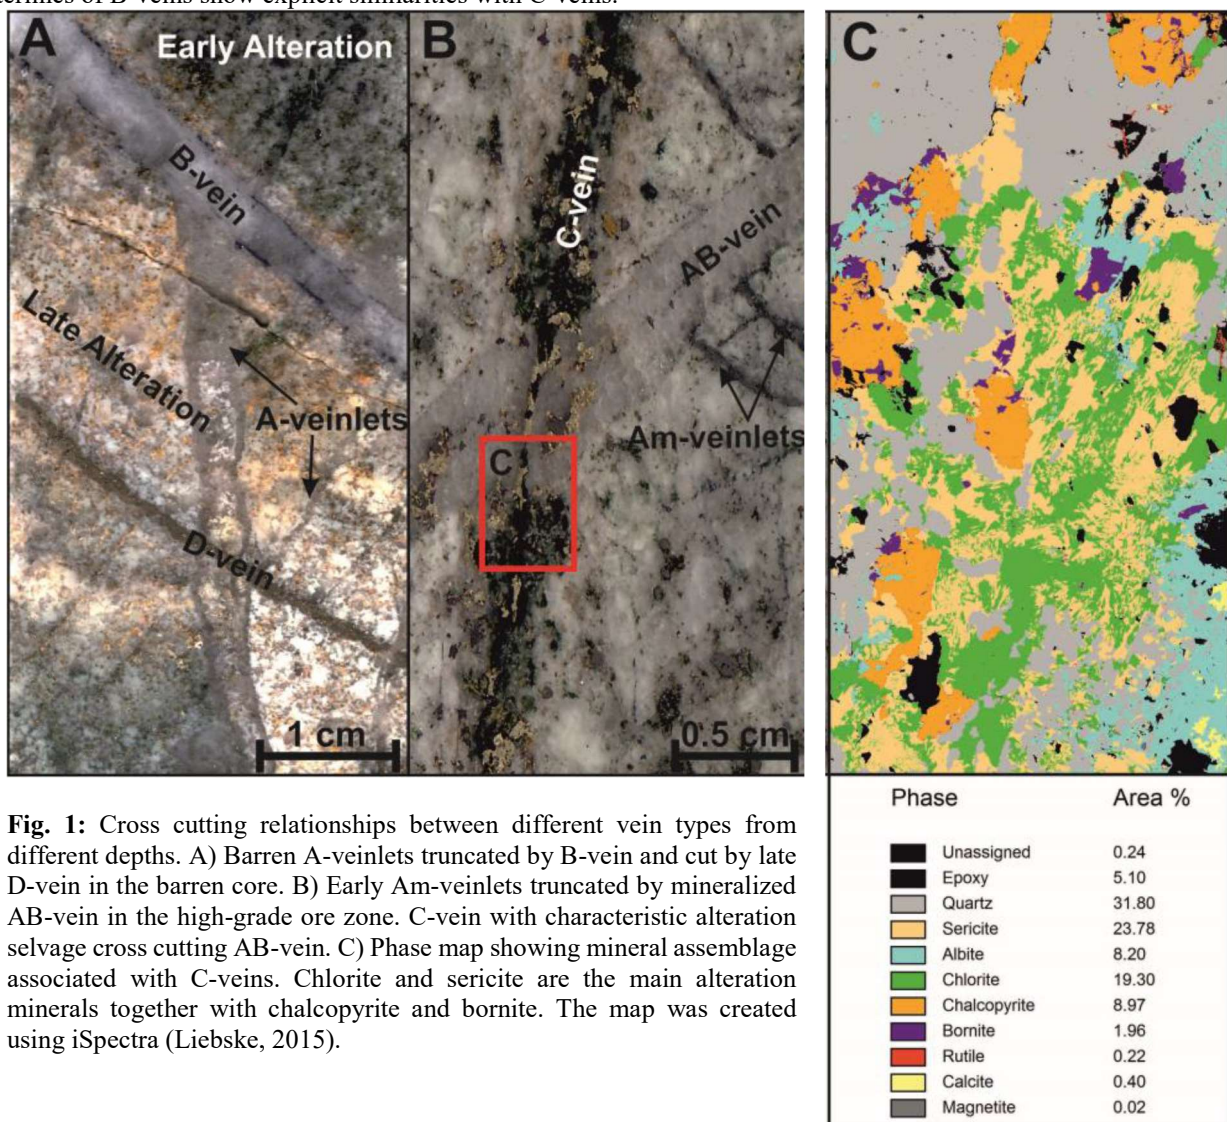 termines of B-veins show explicit similarities with C-veins.
A
Early Alteration
B-vein
Late Alteration
A-veinlets
D-vein
1 cm
B
C-vein
AB-vein
Am-veinlets
C
0.5 cm
C
Fig. 1: Cross cutting relationships between different vein types from
different depths. A) Barren A-veinlets truncated by B-vein and cut by late
D-vein in the barren core. B) Early Am-veinlets truncated by mineralized
AB-vein in the high-grade ore zone. C-vein with characteristic alteration
selvage cross cutting AB-vein. C) Phase map showing mineral assemblage
associated with C-veins. Chlorite and sericite are the main alteration
minerals together with chalcopyrite and bornite. The map was created
using iSpectra (Liebske, 2015).
Phase Area %
Unassigned 0.24
Epoxy 5.10
Quartz 31.80
Sericite 23.78
Albite 8.20
Chlorite 19.30
Chalcopyrite 8.97
Bornite 1.96
Rutile 0.22
Calcite 0.40
Magnetite 0.02